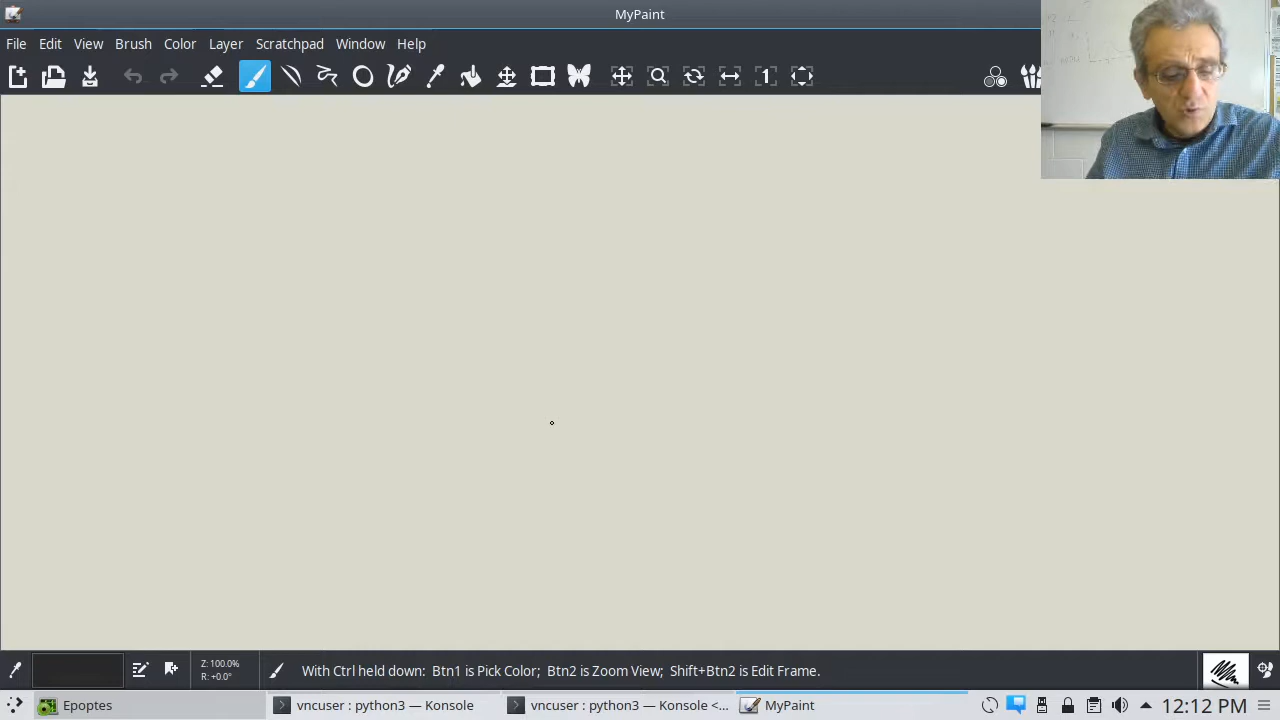 MyPaint
File Edit View Brush Color Layer Scratchpad Window Help
Z: 100.0%
R: +0.0°
With Ctrl held down: Btn1 is Pick Color; Btn2 is Zoom View; Shift+Btn2 is Edit Frame.
Epoptes
vncuser : python3 — Konsole
vncuser : python3 — Konsole <...
MyPaint
12:12 PM